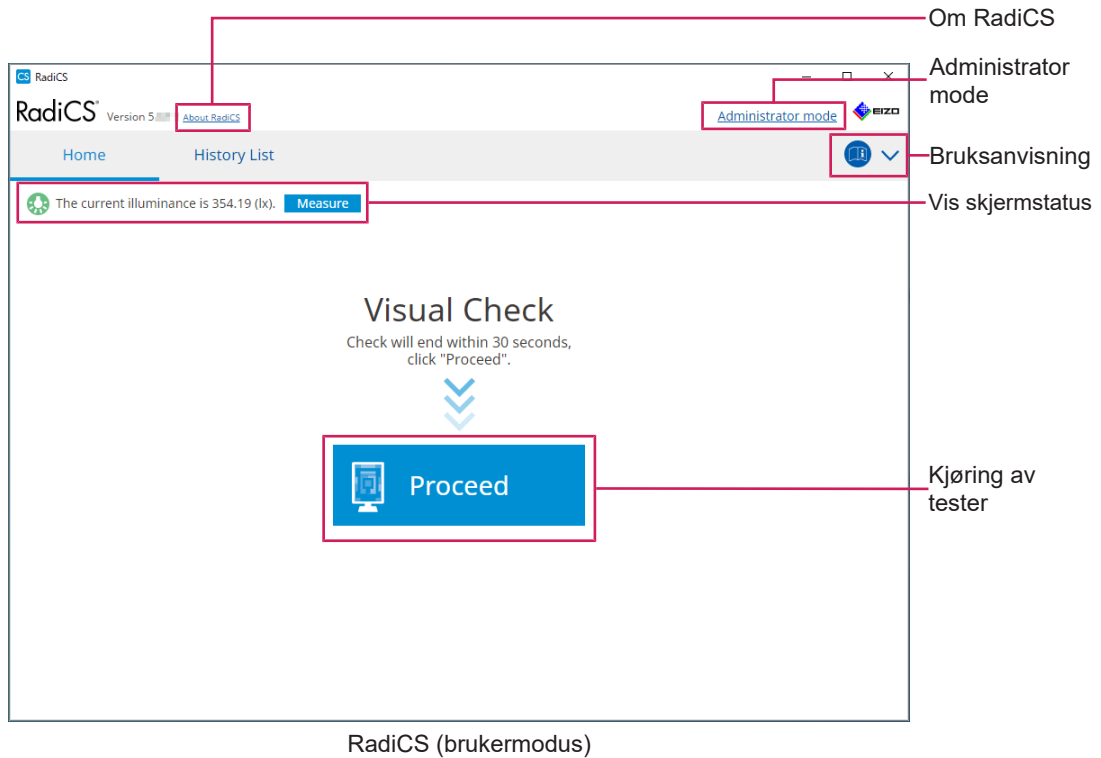 Om RadiCS
Administrator
mode
Bruksanvisning
Vis skjermstatus
Kjøring av
tester
CS RadiCS
RadiCS® Version 5. About RadiCS
Administrator mode EIZO
Home History List
The current illuminance is 354.19 (lx). Measure
Visual Check
Check will end within 30 seconds,
click "Proceed".
Proceed
RadiCS (brukermodus)